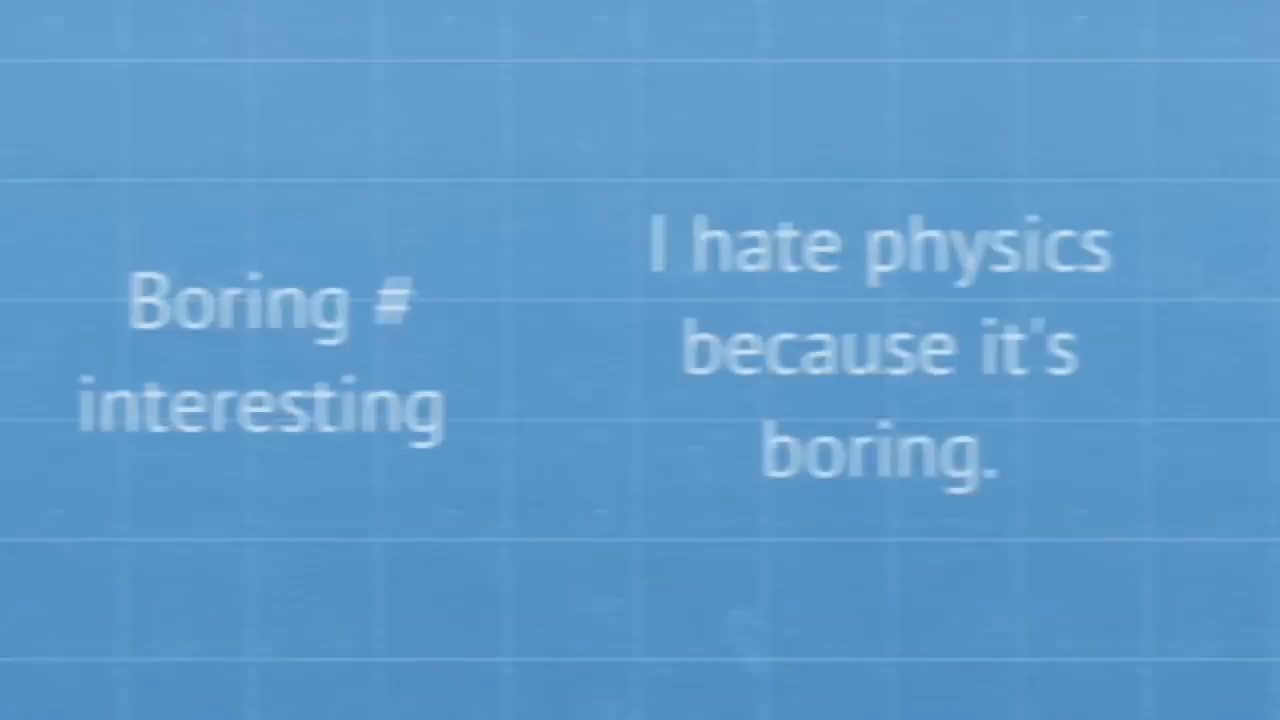 Boring #
interesting
I hate physics
because it's
boring.